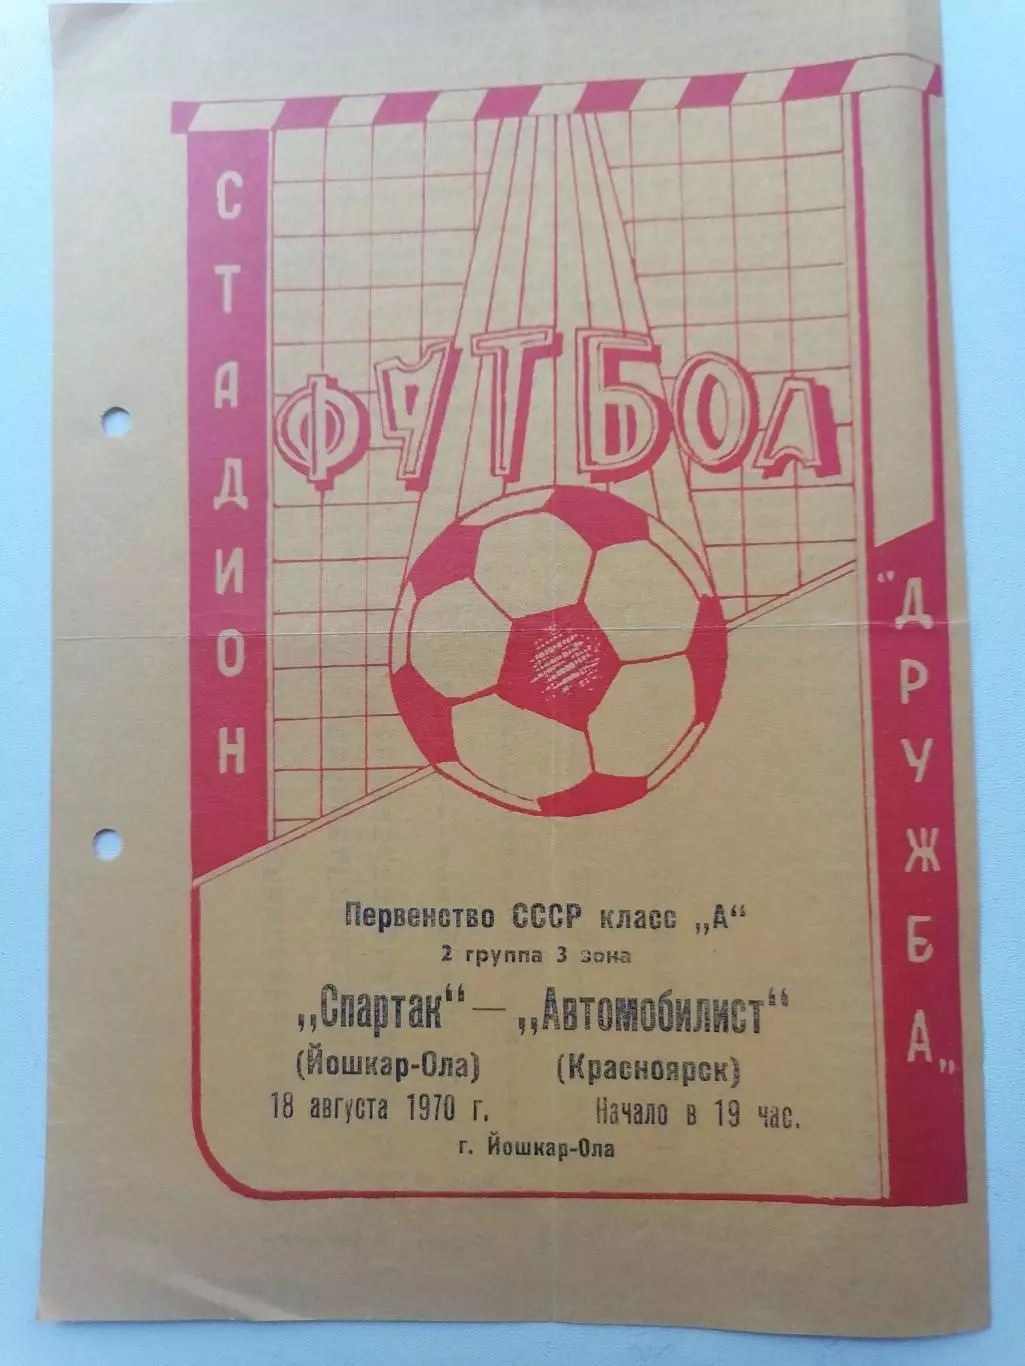 СТАДИОН
ФУТБОЛ
"ДРУЖБА„
Первенство СССР класс „А“
2 группа 3 зона
„Спартак“ — „Автомобилист“
(Йошкар-Ола) (Красноярск)
18 августа 1970 г. Начало в 19 час.
г. Йошкар-Ола